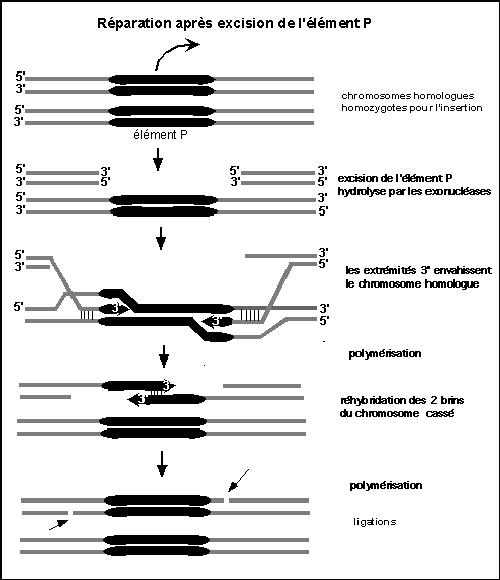 Réparation après excision de l'élément P
5'
3'
chromosomes homologues
homozygotes pour l'insertion
5'
3'
élément P
5' 3' 5' 3'
5' 3' 5' 5'
excision de l'élément P
hydrolyse par les exonucléases
5' 3'
3' 5'
5' 3'
3' 5'
les extrémités 3' envahissent
le chromosome homologue
5' 3' 3'
3' 5'
polymérisation
3'
3'
réhybridation des 2 brins
du chromosome cassé
polymérisation
ligations